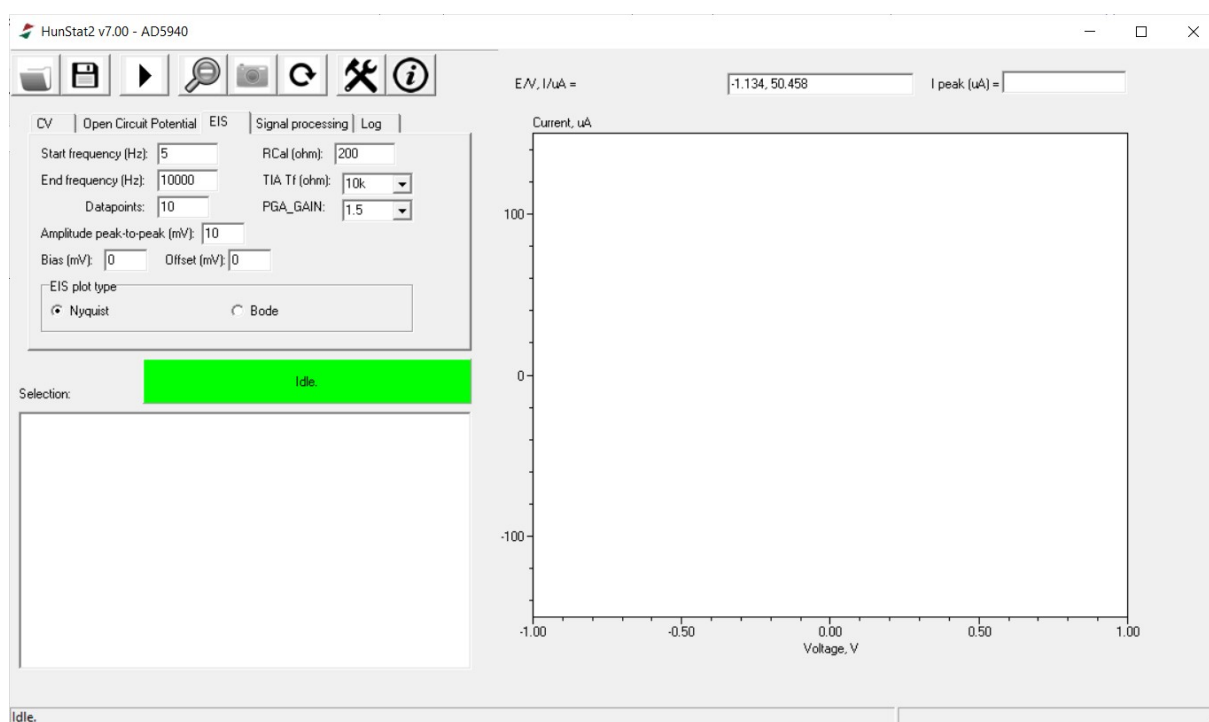 HunStat2 v7.00 - AD5940
E/V, I/uA = -1.134, 50.458 I peak (uA) =
CV Open Circuit Potential EIS Signal processing Log
Start frequency (Hz): 5 RCal (ohm): 200
End frequency (Hz): 10000 TIA Tf (ohm): 10k
Datapoints: 10 PGA_GAIN: 1.5
Amplitude peak-to-peak (mV): 10
Bias (mV): 0 Offset (mV): 0
EIS plot type
Nyquist Bode
Idle.
Selection:
Current, uA
100
0
-100
-1.00 -0.50 0.00 0.50 1.00
Voltage, V
Idle.